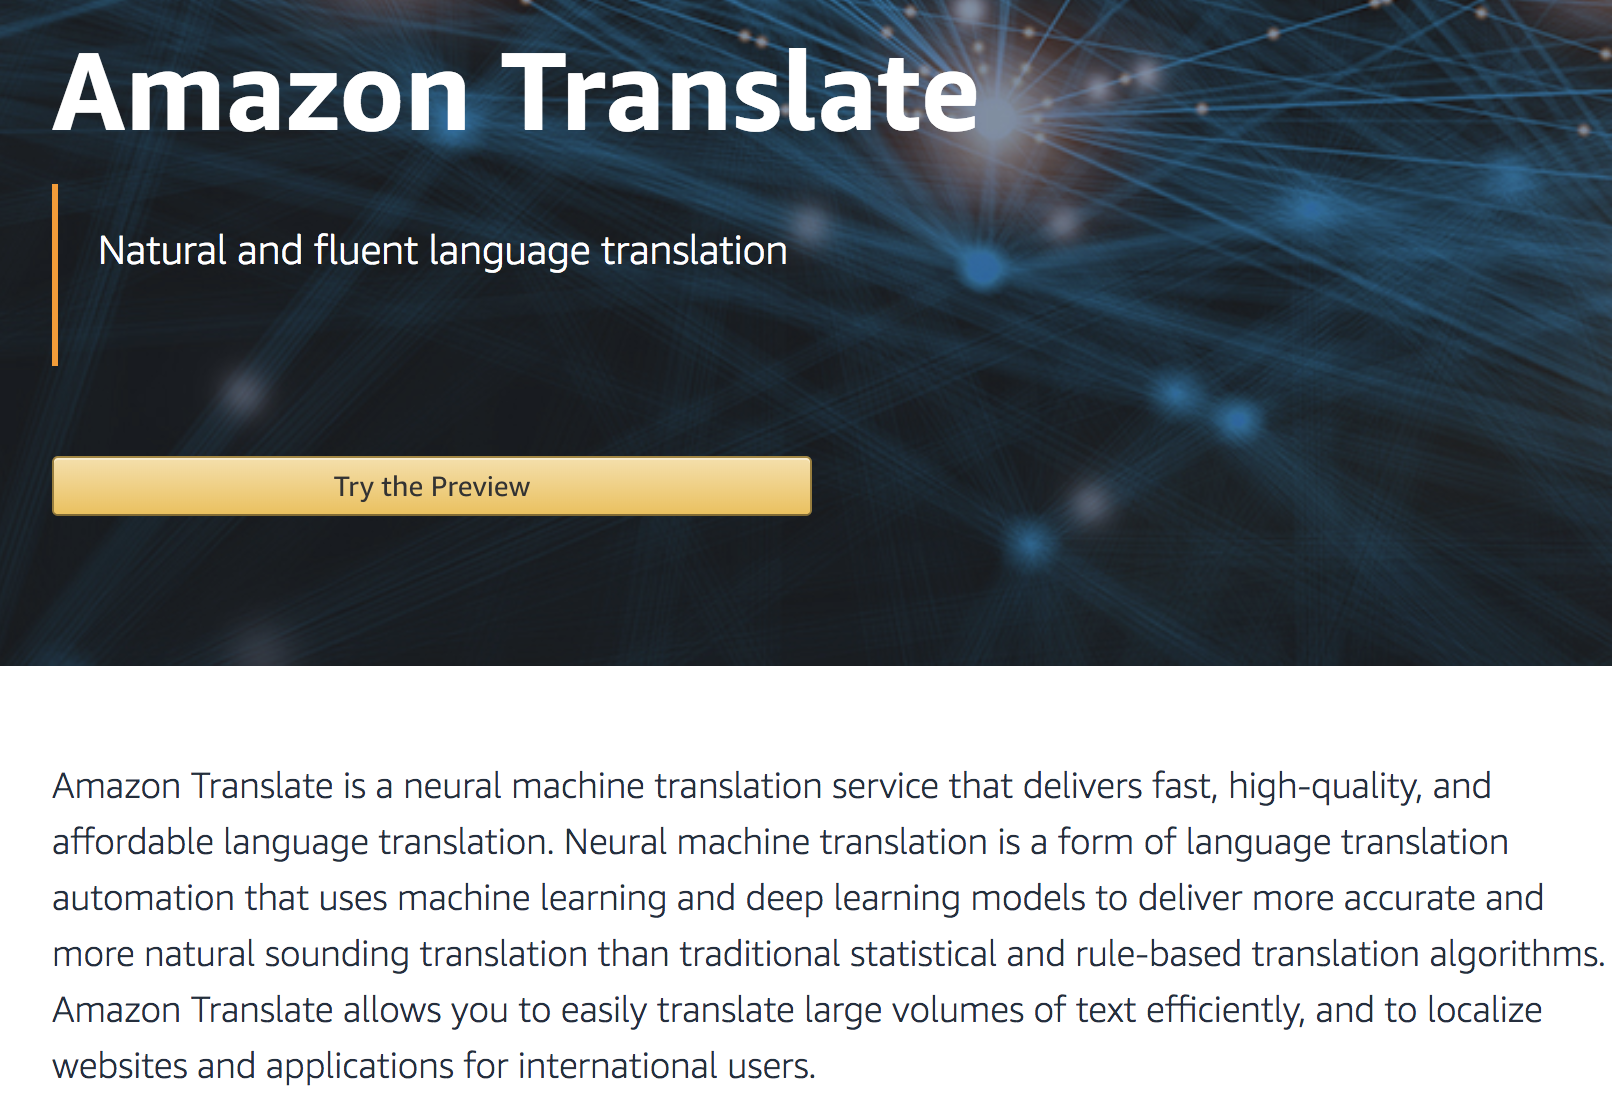 Amazon Translate
Natural and fluent language translation
Try the Preview
Amazon Translate is a neural machine translation service that delivers fast, high-quality, and
affordable language translation. Neural machine translation is a form of language translation
automation that uses machine learning and deep learning models to deliver more accurate and
more natural sounding translation than traditional statistical and rule-based translation algorithms.
Amazon Translate allows you to easily translate large volumes of text efficiently, and to localize
websites and applications for international users.